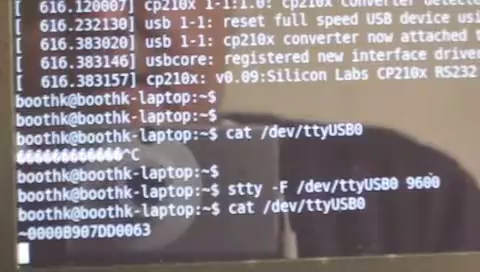 [ 616.120007] cp210x 1-1:1.0: cp210x converter detected
[ 616.232130] usb 1-1: reset full speed USB device usi
[ 616.383020] usb 1-1: cp210x converter now attached t
[ 616.383146] usbcore: registered new interface driver
[ 616.383157] cp210x: v0.09:Silicon Labs CP210x RS232
boothk@boothk-laptop:~$
boothk@boothk-laptop:~$
boothk@boothk-laptop:~$ cat /dev/ttyUSB0
������������^C
boothk@boothk-laptop:~$
boothk@boothk-laptop:~$ stty -F /dev/ttyUSB0 9600
boothk@boothk-laptop:~$ cat /dev/ttyUSB0
~0000B907DD0063